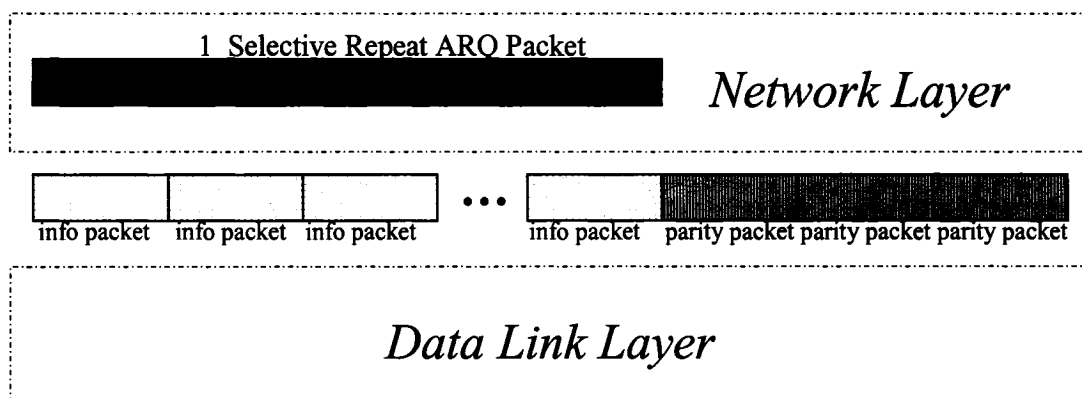 1 Selective Repeat ARQ Packet
Network Layer
•••
info packet info packet info packet info packet parity packet parity packet parity packet
Data Link Layer